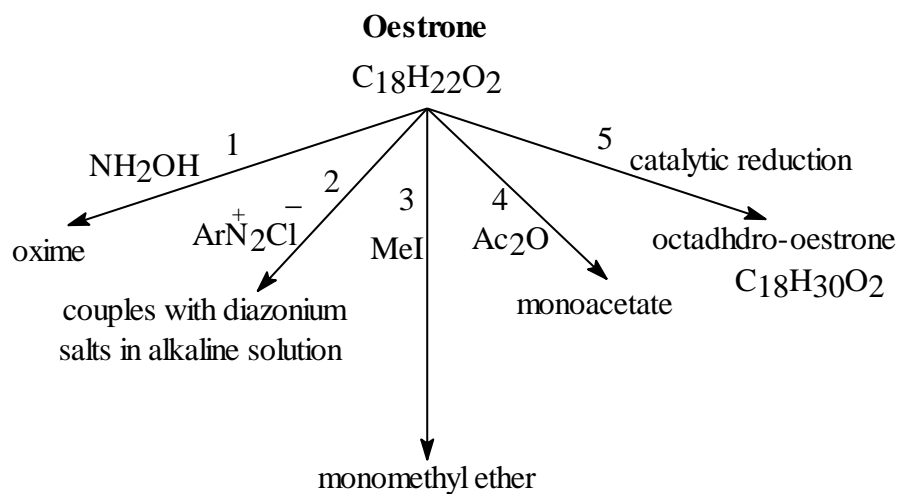 Oestrone
C18H22O2
1
NH2OH
oxime
2
ArN2Cl
+
−
couples with diazonium
salts in alkaline solution
3
MeI
monomethyl ether
4
Ac2O
monoacetate
5
catalytic reduction
octadhdro-oestrone
C18H30O2